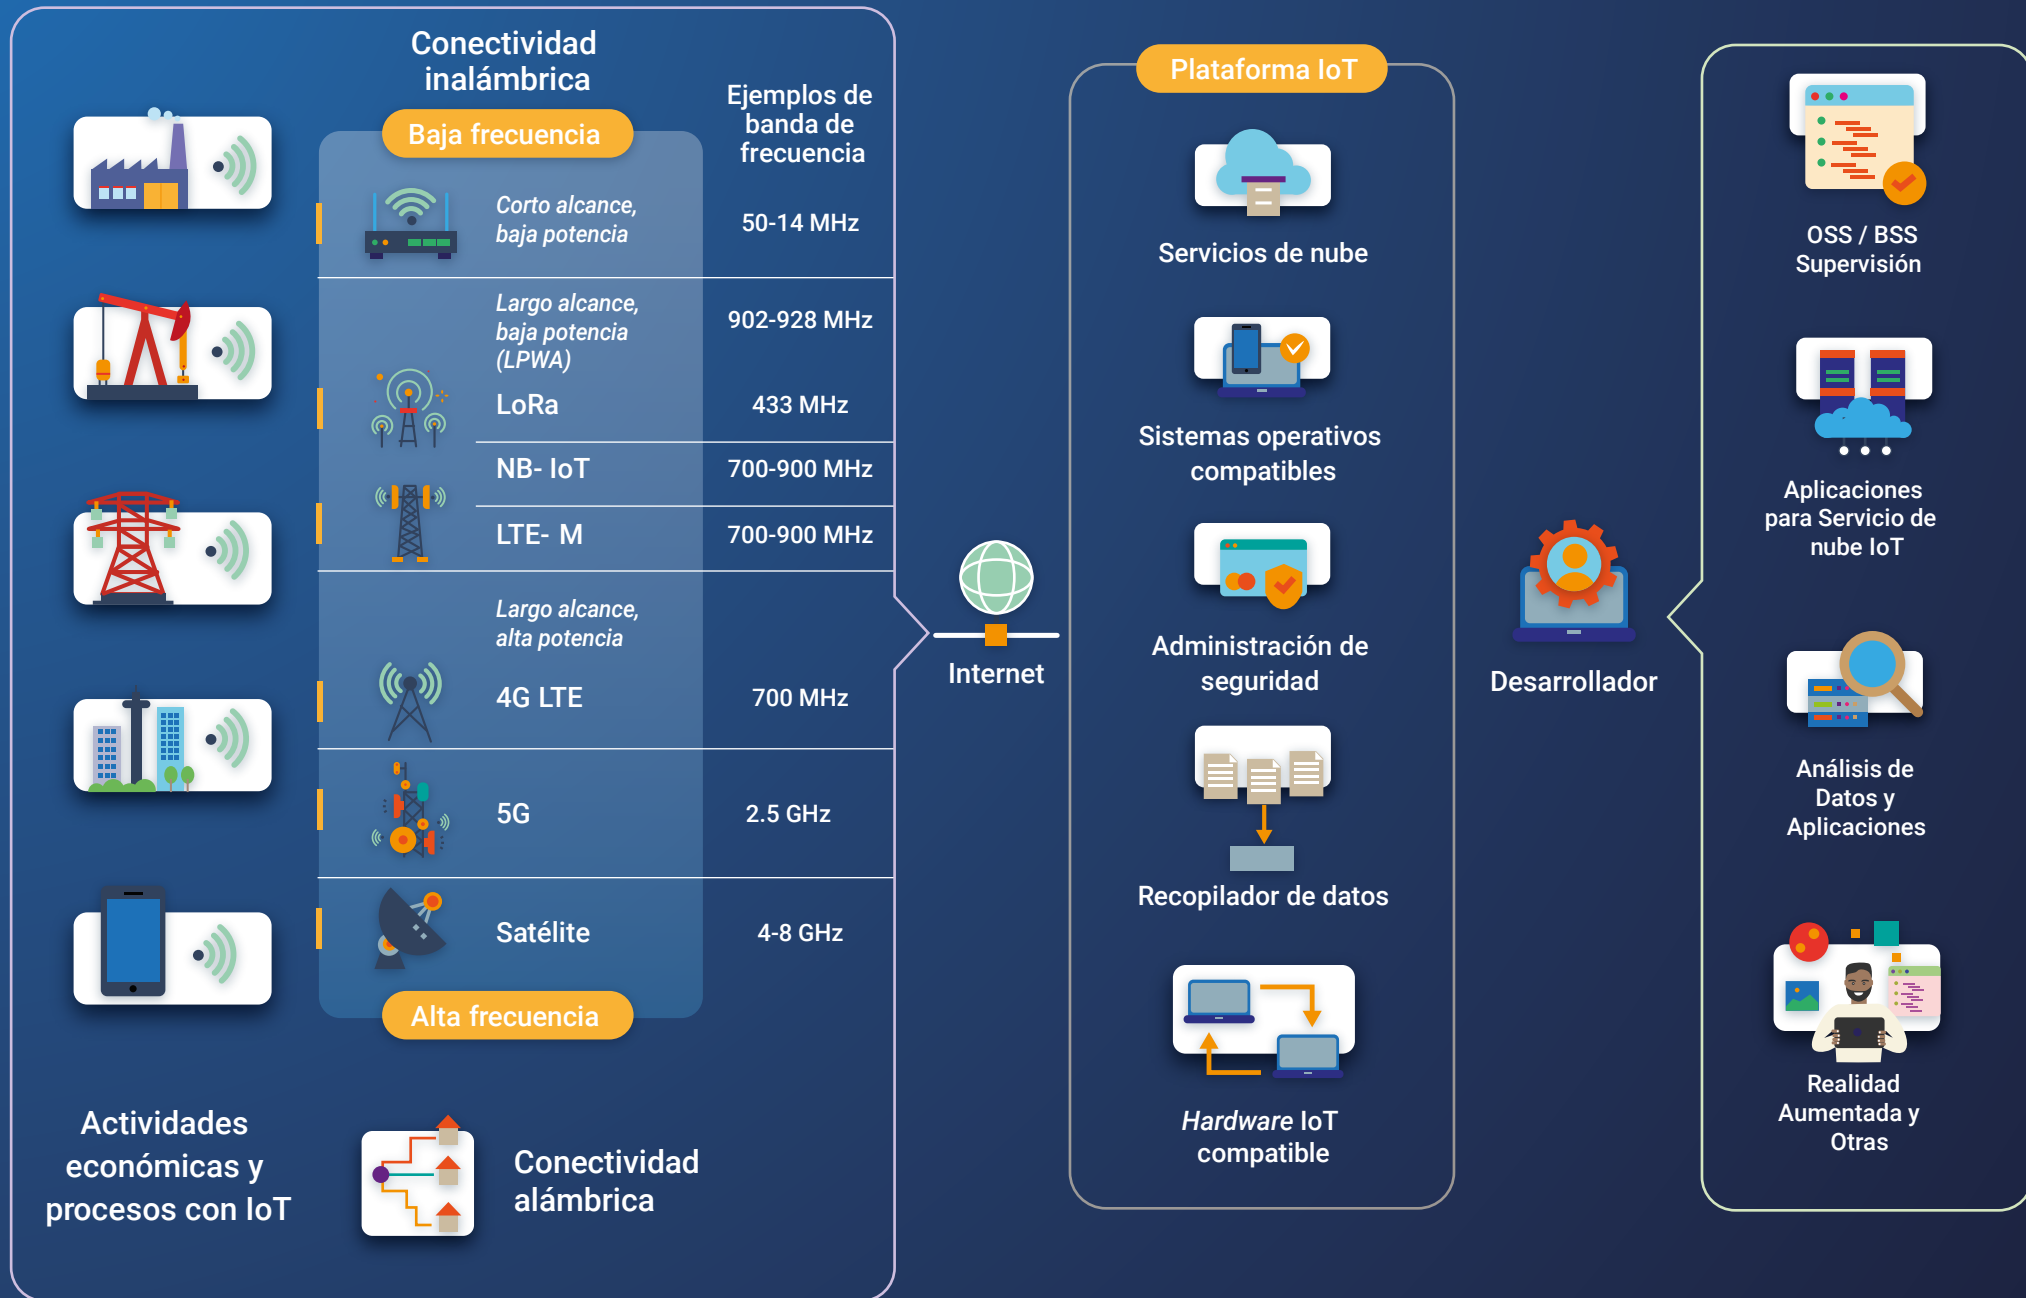 Conectividad
inalámbrica
Baja frecuencia
Ejemplos de
banda de
frecuencia
Corto alcance,
baja potencia
50-14 MHz
Largo alcance,
baja potencia
(LPWA)
902-928 MHz
LoRa
433 MHz
NB- IoT
700-900 MHz
LTE- M
700-900 MHz
Largo alcance,
alta potencia
4G LTE
700 MHz
5G
2.5 GHz
Satélite
4-8 GHz
Alta frecuencia
Actividades
económicas y
procesos con IoT
Conectividad
alámbrica
Internet
Plataforma IoT
Servicios de nube
Sistemas operativos
compatibles
Administración de
seguridad
Recopilador de datos
Hardware IoT
compatible
Desarrollador
OSS / BSS
Supervisión
Aplicaciones
para Servicio de
nube IoT
Análisis de
Datos y
Aplicaciones
Realidad
Aumentada y
Otras